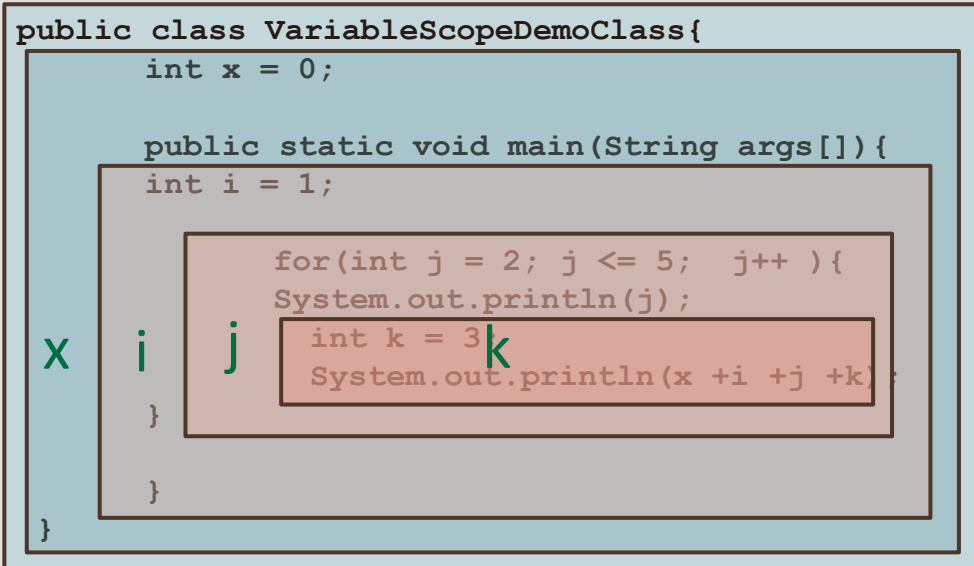 public class VariableScopeDemoClass{
int x = 0;
public static void main(String args[]){
int i = 1;
for(int j = 2; j <= 5;  j++ ){
System.out.println(j);
int k = 3;
System.out.println(x +i +j +k);
x i j k
}
}
}